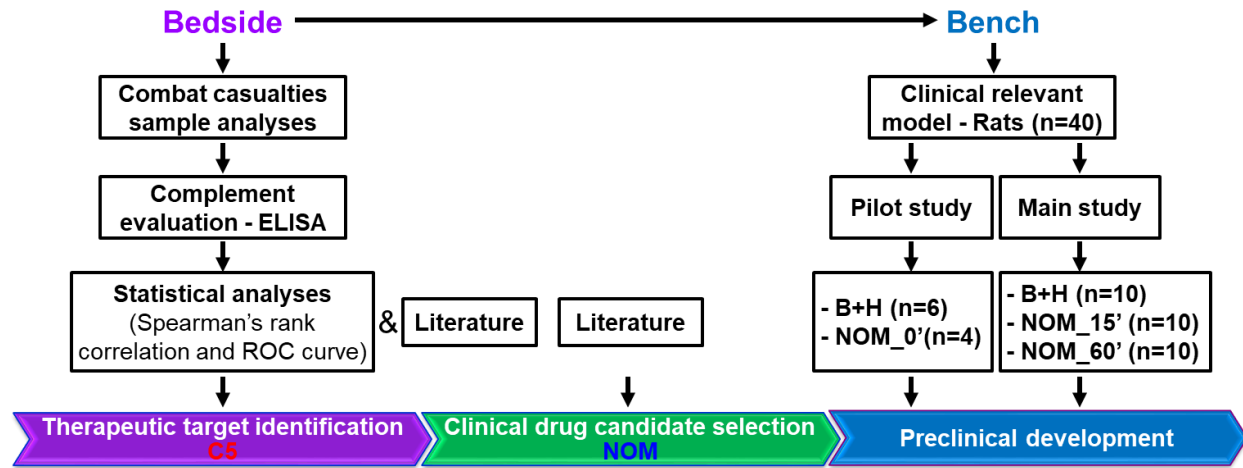 Bedside
Bench
Combat casualties
sample analyses
Clinical relevant
model - Rats (n=40)
Complement
evaluation - ELISA
Pilot study
Main study
Statistical analyses
(Spearman's rank
correlation and ROC curve)
&
Literature
Literature
- B+H (n=6)
- NOM_0'(n=4)
- B+H (n=10)
- NOM_15' (n=10)
- NOM_60' (n=10)
Therapeutic target identification
C5
Clinical drug candidate selection
NOM
Preclinical development